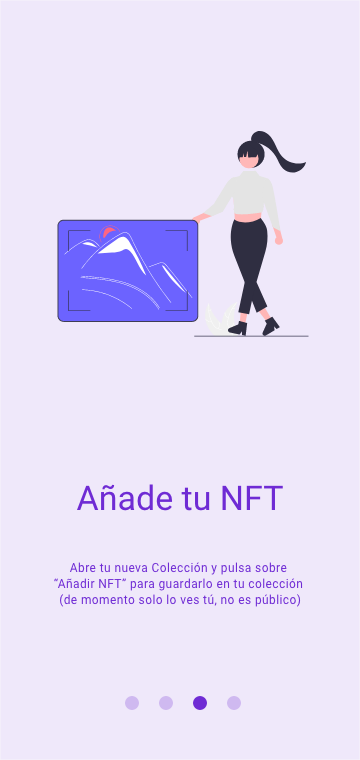 Añade tu NFT
Abre tu nueva Colección y pulsa sobre
“Añadir NFT” para guardarlo en tu colección
(de momento solo lo ves tú, no es público)